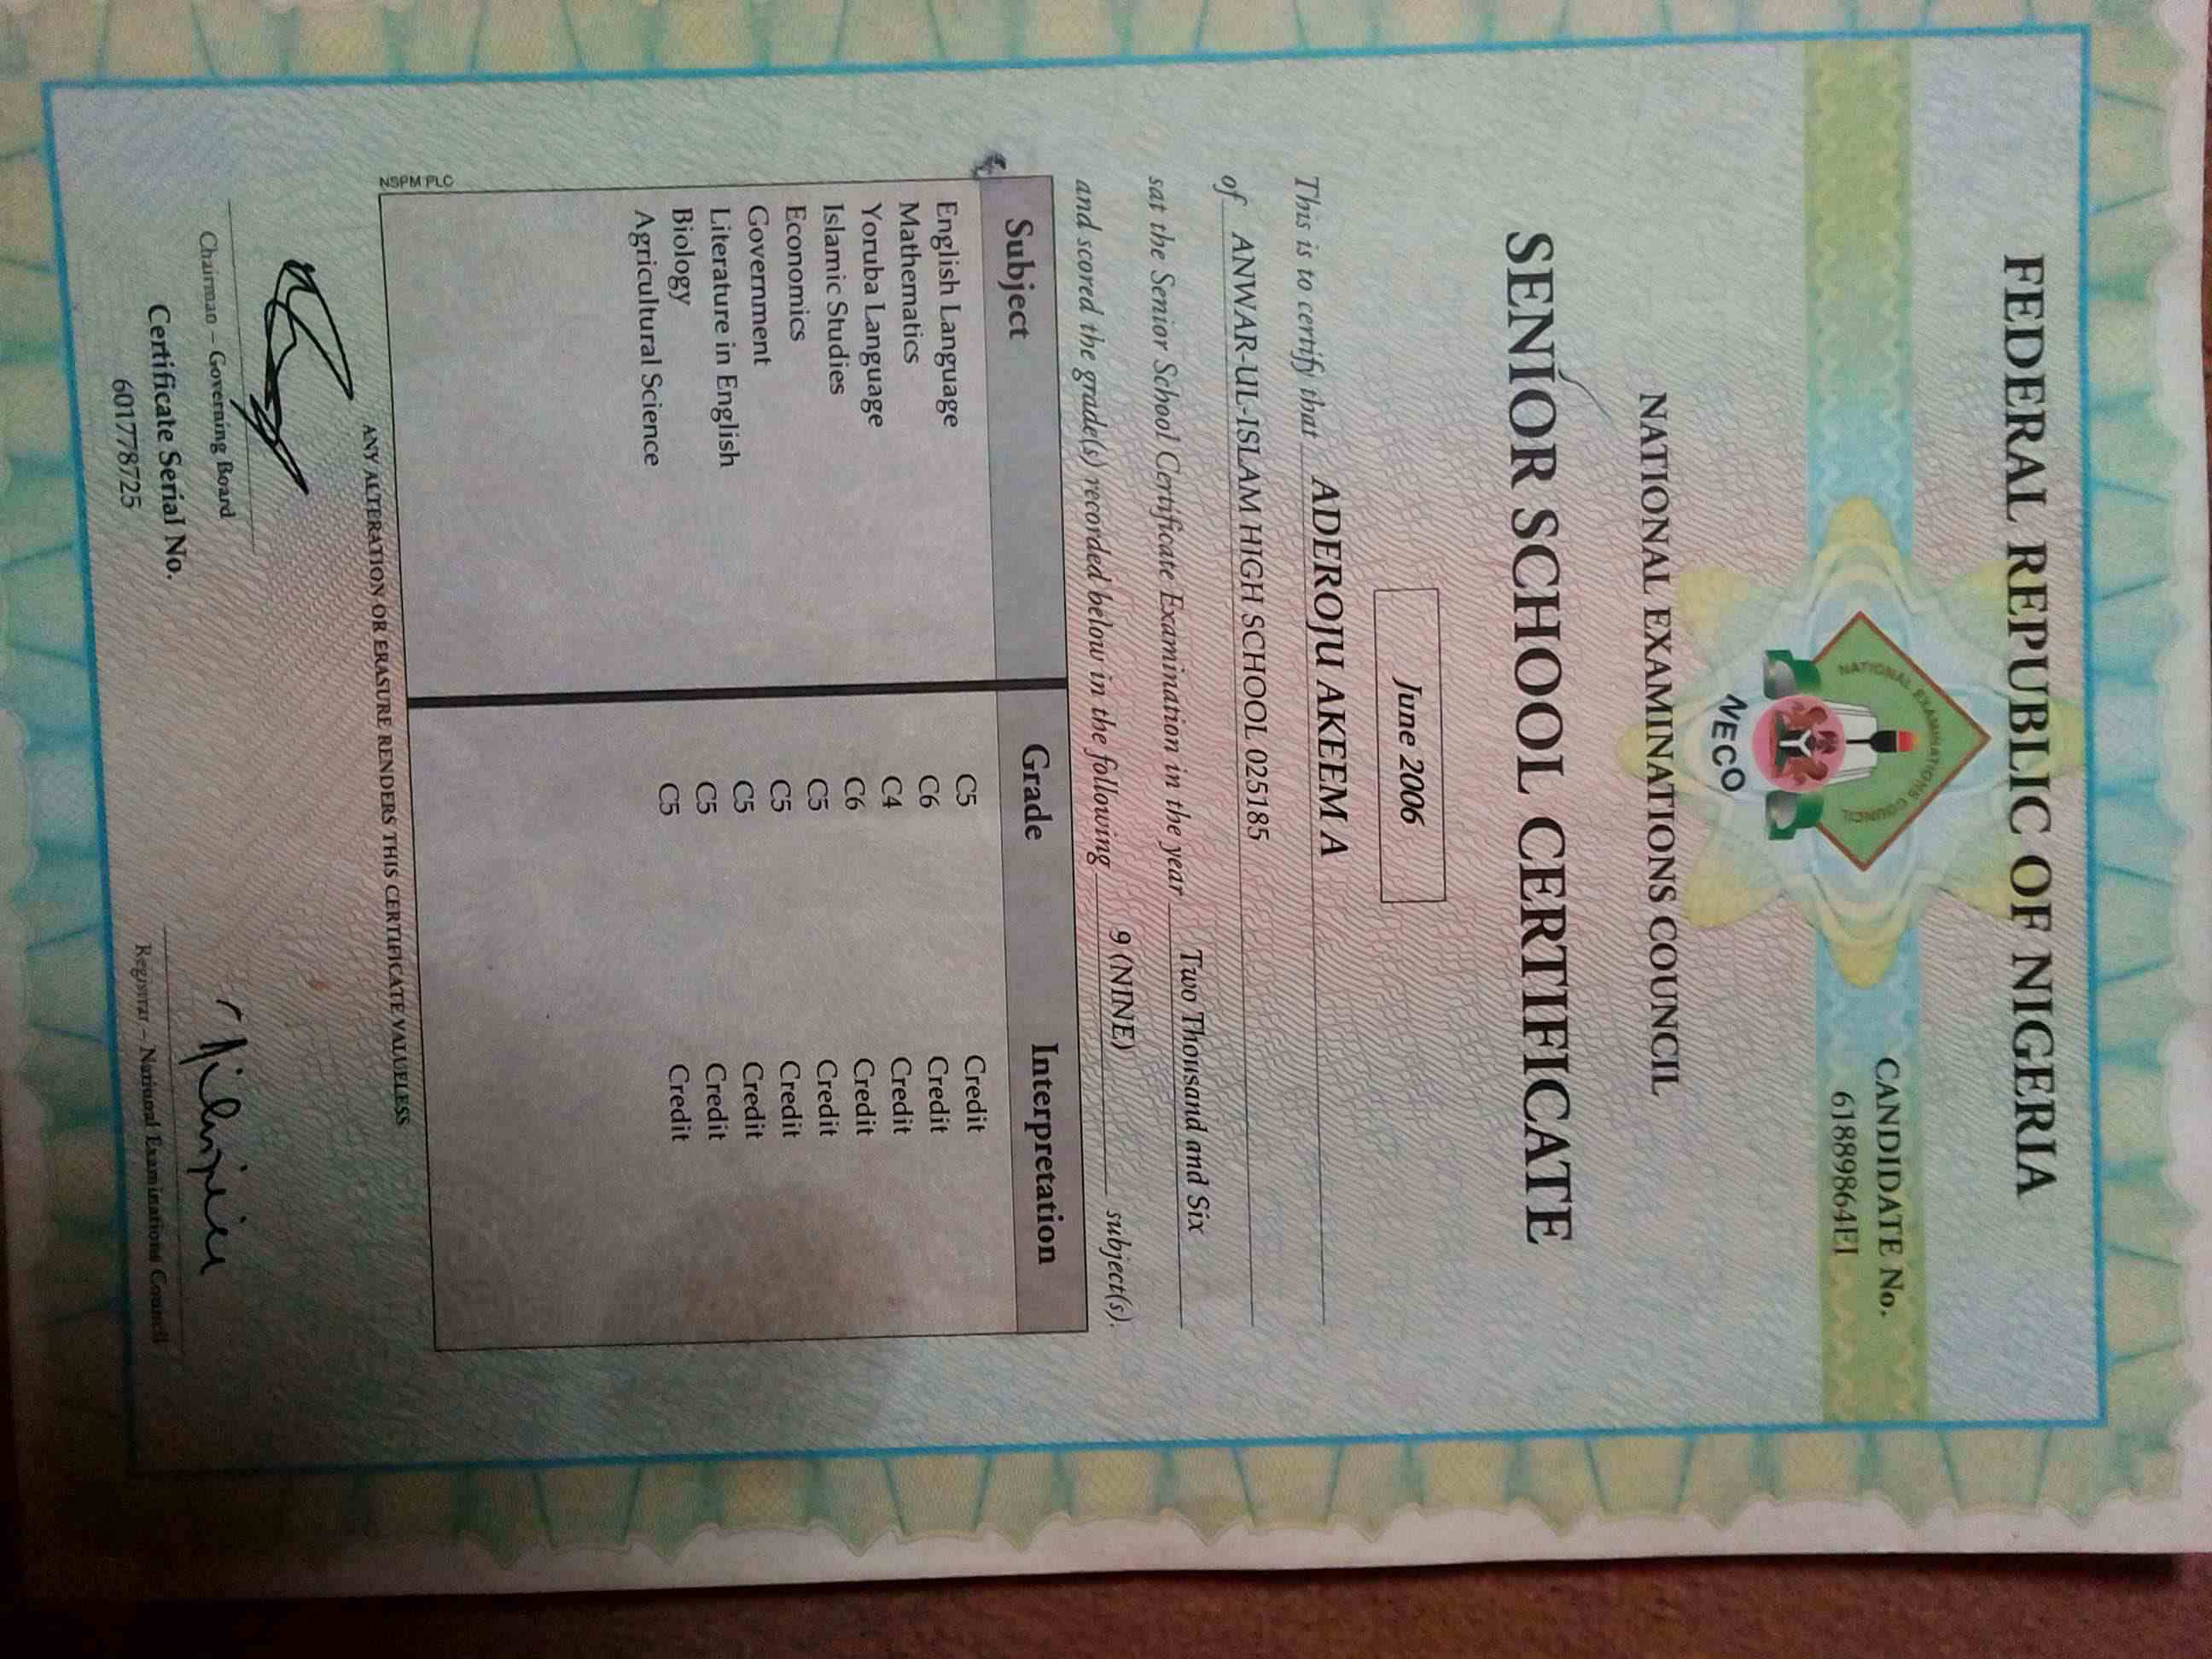 FEDERAL REPUBLIC OF NIGERIA
CANDIDATE No.
61889864EI
NATIONAL EXAMINATIONS COUNCIL
NECO
NATIONAL EXAMINATIONS COUNCIL
SENIOR SCHOOL CERTIFICATE
June 2006
This is to certify that ADEROJU AKEEM A
of ANWAR-UL-ISLAM HIGH SCHOOL 025185
sat the Senior School Certificate Examination in the year Two Thousand and Six
and scored the grade(s) recorded below in the following 9 (NINE) subject(s).
Subject Grade Interpretation
English Language C5 Credit
Mathematics C6 Credit
Yoruba Language C4 Credit
Islamic Studies C6 Credit
Economics C5 Credit
Government C5 Credit
Literature in English C5 Credit
Biology C5 Credit
Agricultural Science C5 Credit
NSPM PLC
ANY ALTERATION OR ERASURE RENDERS THIS CERTIFICATE VALUELESS
Chairman – Governing Board
Registrar – National Examinations Council
Certificate Serial No.
601778725